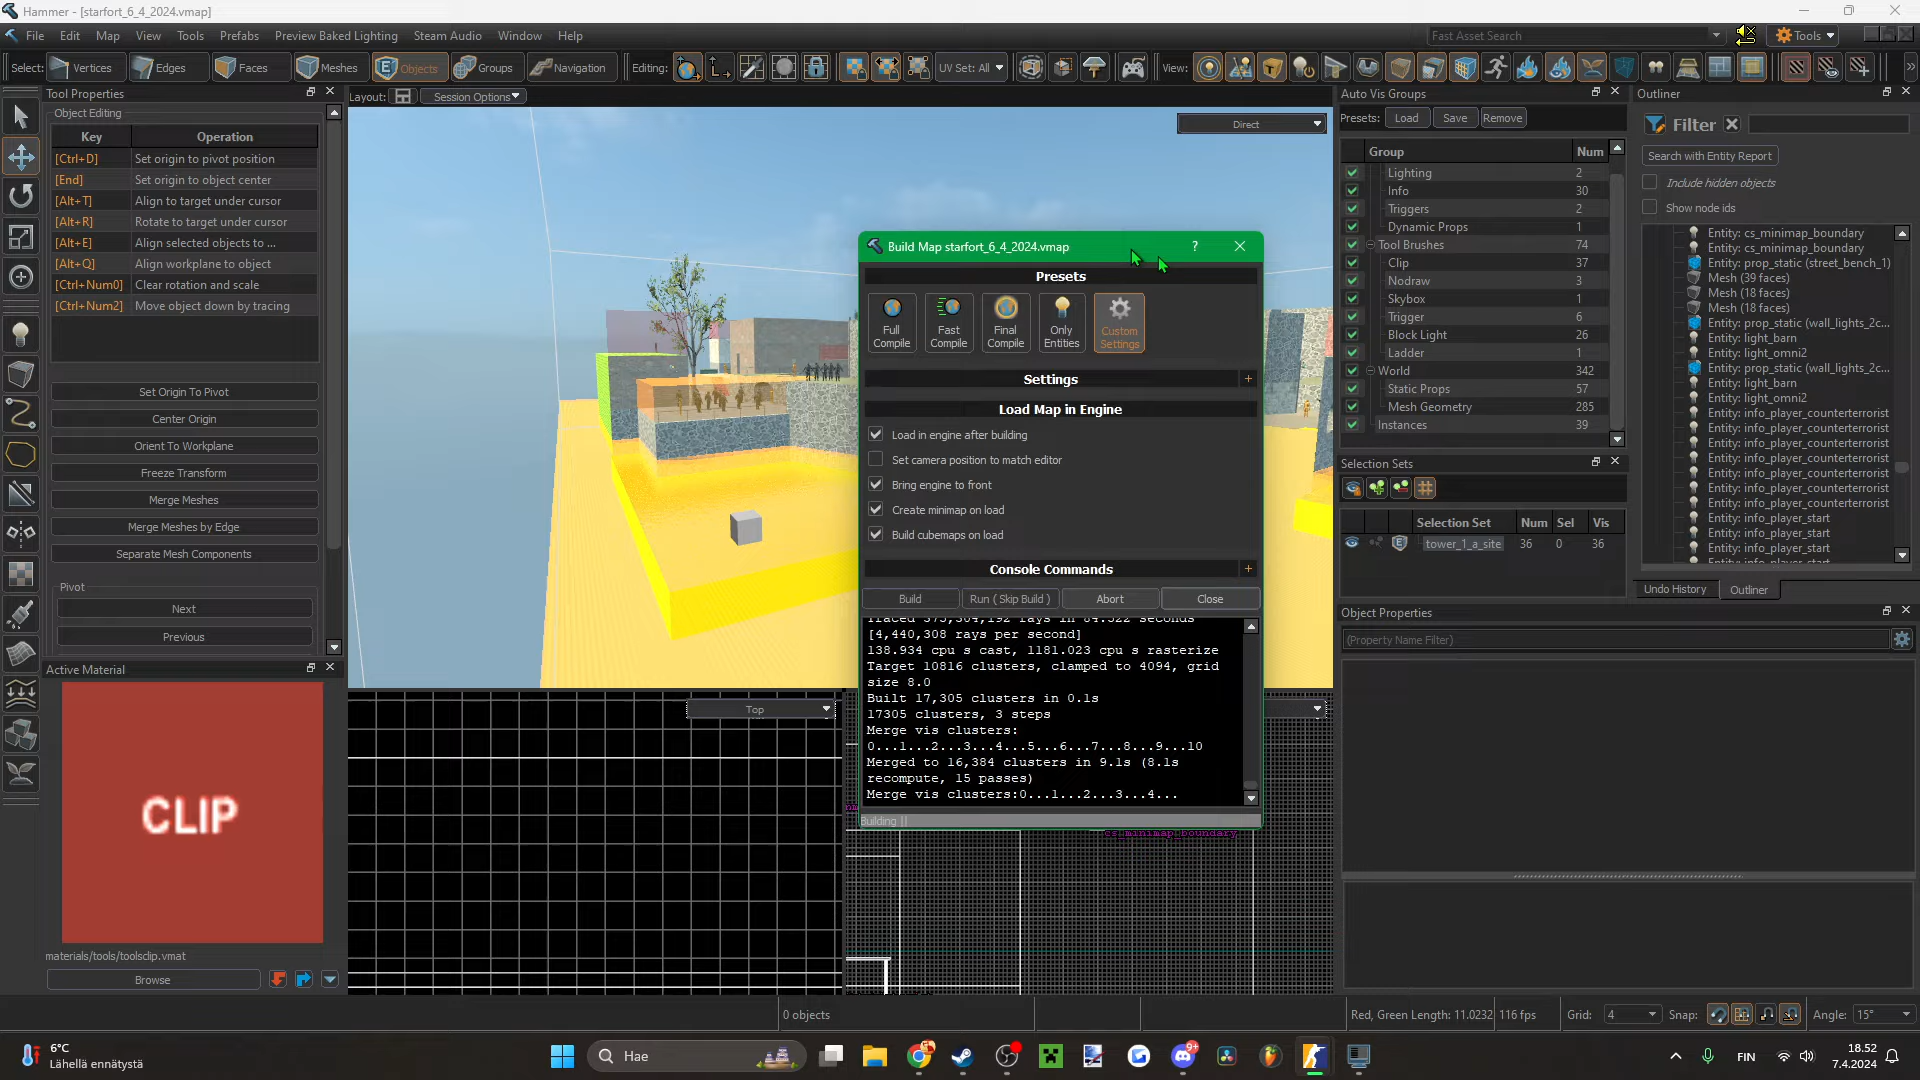 Hammer - [starfort_6_4_2024.vmap]
File Edit Map View Tools Prefabs Preview Baked Lighting Steam Audio Window Help
Fast Asset Search
Tools
Select: Vertices Edges Faces Meshes Objects Groups Navigation Editing: UV Set: All View:
Tool Properties
Object Editing
Key Operation
[Ctrl+D] Set origin to pivot position
[End] Set origin to object center
[Alt+T] Align to target under cursor
[Alt+R] Rotate to target under cursor
[Alt+E] Align selected objects to ...
[Alt+Q] Align workplane to object
[Ctrl+Num0] Clear rotation and scale
[Ctrl+Num2] Move object down by tracing
Set Origin To Pivot
Center Origin
Orient To Workplane
Freeze Transform
Merge Meshes
Merge Meshes by Edge
Separate Mesh Components
Pivot
Next
Previous
Active Material
CLIP
materials/tools/toolsclip.vmat
Browse
Layout: Session Options
Direct
Top
Build Map starfort_6_4_2024.vmap
?
Presets
Full Compile
Fast Compile
Final Compile
Only Entities
Custom Settings
Settings +
Load Map in Engine
Load in engine after building
Set camera position to match editor
Bring engine to front
Create minimap on load
Build cubemaps on load
Console Commands +
Build Run ( Skip Build ) Abort Close
Traced 375,304,192 rays in 84.522 seconds
[4,440,308 rays per second]
138.934 cpu s cast, 1181.023 cpu s rasterize
Target 10816 clusters, clamped to 4094, grid
size 8.0
Built 17,305 clusters in 0.1s
17305 clusters, 3 steps
Merge vis clusters:
0...1...2...3...4...5...6...7...8...9...10
Merged to 16,384 clusters in 9.1s (8.1s
recompute, 15 passes)
Merge vis clusters:0...1...2...3...4...
Building ||
cs_minimap_boundary
Auto Vis Groups
Presets: Load Save Remove
Group Num
Lighting 2
Info 30
Triggers 2
Dynamic Props 1
Tool Brushes 74
Clip 37
Nodraw 3
Skybox 1
Trigger 6
Block Light 26
Ladder 1
World 342
Static Props 57
Mesh Geometry 285
Instances 39
Selection Sets
Selection Set Num Sel Vis
tower_1_a_site 36 0 36
Outliner
Filter
Search with Entity Report
Include hidden objects
Show node ids
Entity: cs_minimap_boundary
Entity: cs_minimap_boundary
Entity: prop_static (street_bench_1)
Mesh (39 faces)
Mesh (18 faces)
Mesh (18 faces)
Entity: prop_static (wall_lights_2c...
Entity: light_barn
Entity: light_omni2
Entity: prop_static (wall_lights_2c...
Entity: light_barn
Entity: light_omni2
Entity: info_player_counterterrorist
Entity: info_player_counterterrorist
Entity: info_player_counterterrorist
Entity: info_player_counterterrorist
Entity: info_player_counterterrorist
Entity: info_player_counterterrorist
Entity: info_player_counterterrorist
Entity: info_player_start
Entity: info_player_start
Entity: info_player_start
Entity: info_player_start
Undo History Outliner
Object Properties
(Property Name Filter)
0 objects
Red, Green Length: 11.0232 116 fps Grid: 4 Snap: Angle: 15°
6°C
Lähellä ennätystä
Hae
9+
FIN
18.52
7.4.2024